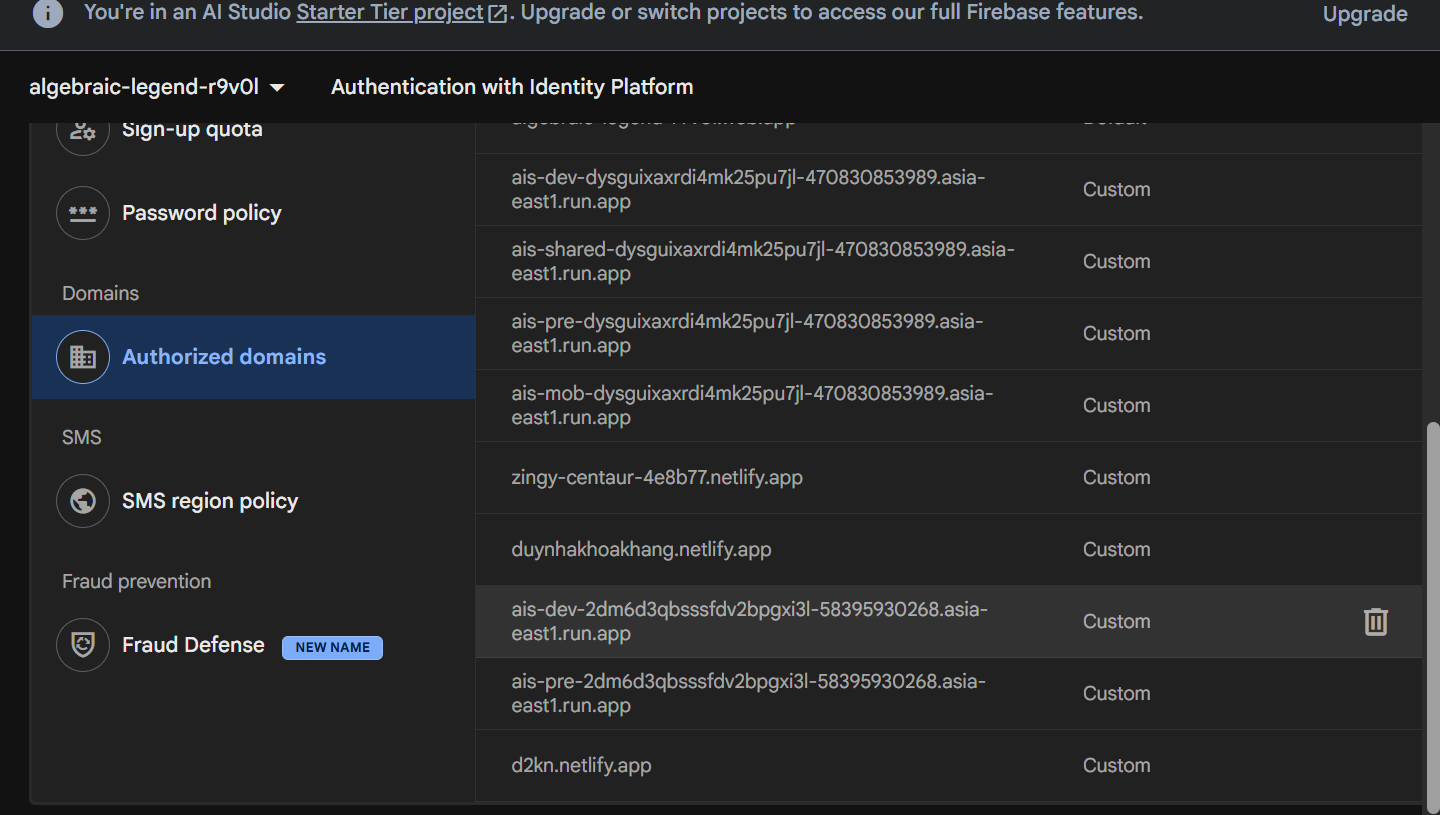 You're in an AI Studio Starter Tier project. Upgrade or switch projects to access our full Firebase features.
Upgrade
algebraic-legend-r9v0l
Authentication with Identity Platform
Sign-up quota
Password policy
Domains
Authorized domains
SMS
SMS region policy
Fraud prevention
Fraud Defense
NEW NAME
Default
ais-dev-dysguixaxrdi4mk25pu7jl-470830853989.asia-
east1.run.app
Custom
ais-shared-dysguixaxrdi4mk25pu7jl-470830853989.asia-
east1.run.app
Custom
ais-pre-dysguixaxrdi4mk25pu7jl-470830853989.asia-
east1.run.app
Custom
ais-mob-dysguixaxrdi4mk25pu7jl-470830853989.asia-
east1.run.app
Custom
zingy-centaur-4e8b77.netlify.app
Custom
duynhakhoakhang.netlify.app
Custom
ais-dev-2dm6d3qbsssfdv2bpgxi3l-58395930268.asia-
east1.run.app
Custom
ais-pre-2dm6d3qbsssfdv2bpgxi3l-58395930268.asia-
east1.run.app
Custom
d2kn.netlify.app
Custom